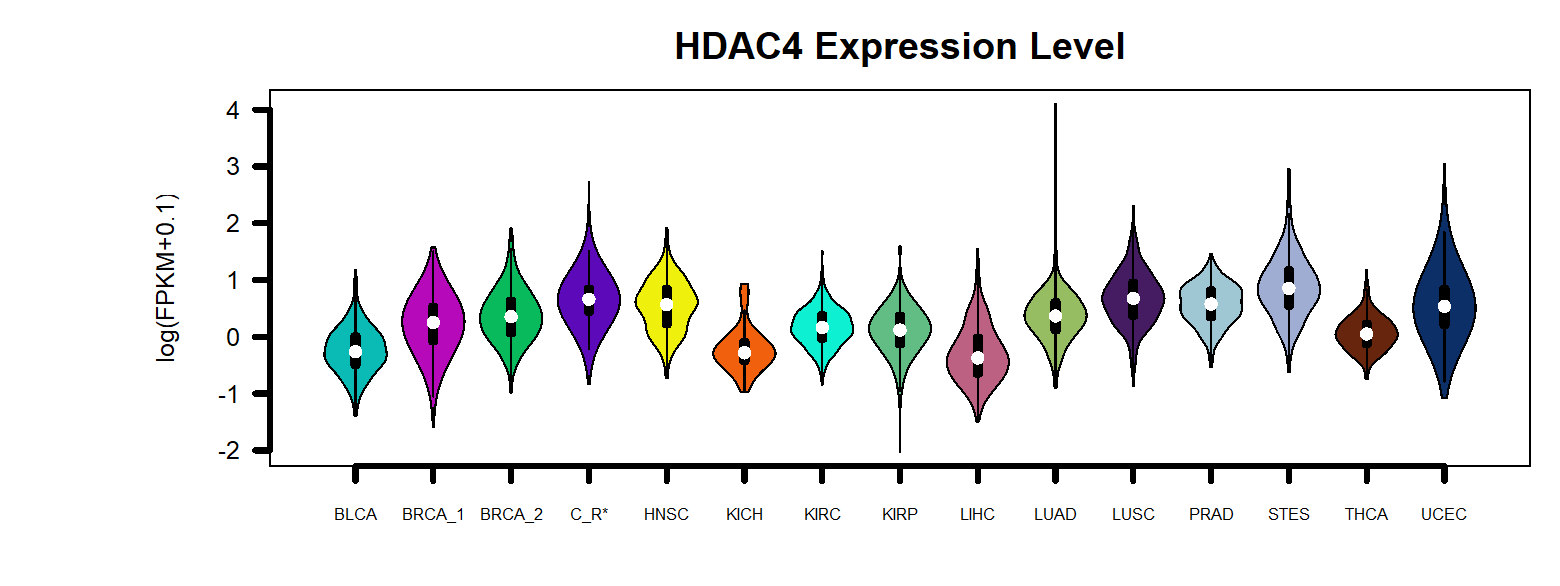 HDAC4 Expression Level
log(FPKM+0.1)
4
3
2
1
0
-1
-2
BLCA BRCA_1 BRCA_2 C_R* HNSC KICH KIRC KIRP LIHC LUAD LUSC PRAD STES THCA UCEC